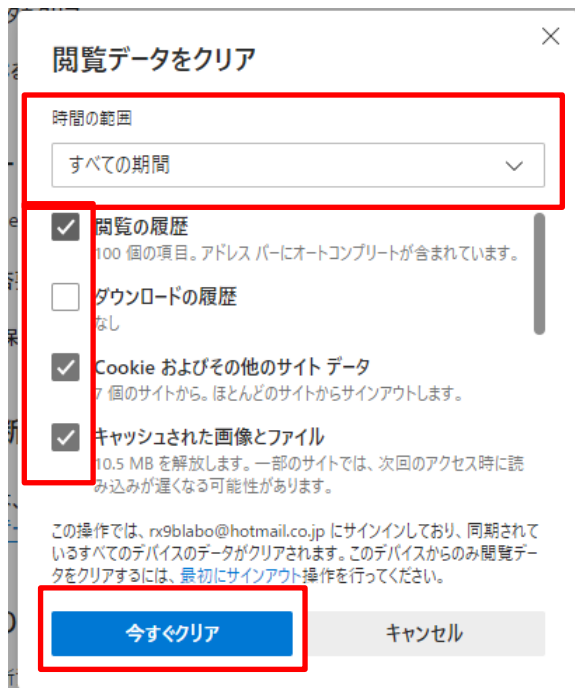 閲覧データをクリア
時間の範囲
すべての期間
閲覧の履歴
100 個の項目。アドレス バーにオートコンプリートが含まれています。
ダウンロードの履歴
なし
Cookie およびその他のサイト データ
7 個のサイトから。ほとんどのサイトからサインアウトします。
キャッシュされた画像とファイル
10.5 MB を解放します。一部のサイトでは、次回のアクセス時に読
み込みが遅くなる可能性があります。
この操作では、rx9blabo@hotmail.co.jp にサインインしており、同期されて
いるすべてのデバイスのデータがクリアされます。このデバイスからのみ閲覧デー
タをクリアするには、最初にサインアウト操作を行ってください。
今すぐクリア
キャンセル